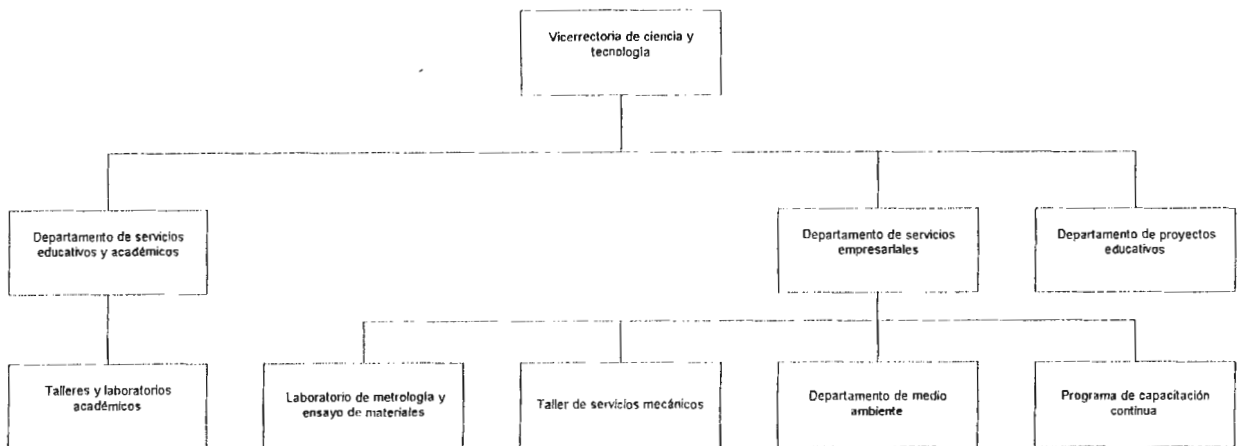 Vicerrectoria de ciencia y
tecnologia
Departamento de servicios
educativos y académicos
Departamento de servicios
empresariales
Departamento de proyectos
educativos
Talleres y laboratorios
académicos
Laboratorio de metrología y
ensayo de materiales
Taller de servicios mecánicos
Departamento de medio
ambiente
Programa de capacitación
continua